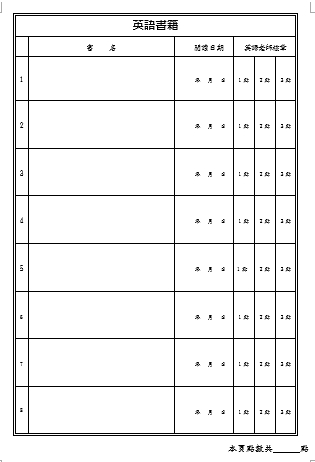 英語書籍
書 名 閱讀日期 英語老師核章
1 年 月 日 1點 2點 3點
2 年 月 日 1點 2點 3點
3 年 月 日 1點 2點 3點
4 年 月 日 1點 2點 3點
5 年 月 日 1點 2點 3點
6 年 月 日 1點 2點 3點
7 年 月 日 1點 2點 3點
8 年 月 日 1點 2點 3點
本頁點數共_____點